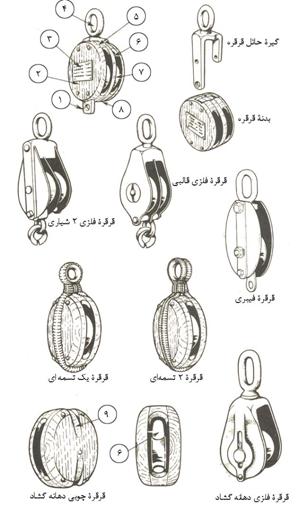 ۴
۵
۳
۶
۲
۷
۱
۸
گیرهٔ حائل قرقره
بدنهٔ قرقره
قرقرهٔ فلزی قالبی
قرقرهٔ فلزی ۲ شیاری
قرقرهٔ فیبری
قرقرهٔ ۲ تسمه‌ای
قرقرهٔ یک تسمه‌ای
۹
۶
قرقرهٔ فلزی دهانه گشاد
قرقرهٔ چوبی دهانه گشاد